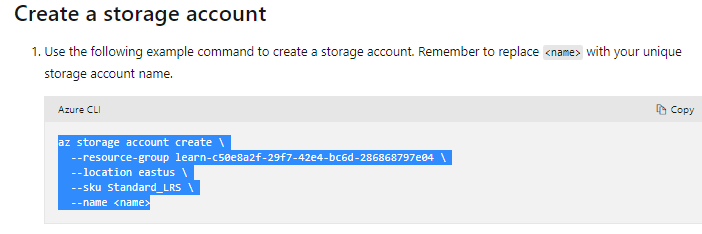 Create a storage account
1. Use the following example command to create a storage account. Remember to replace <name> with your unique
storage account name.
Azure CLI
Copy
az storage account create \
--resource-group learn-c50e8a2f-29f7-42e4-bc6d-286868797e04 \
--location eastus \
--sku Standard_LRS \
--name <name>